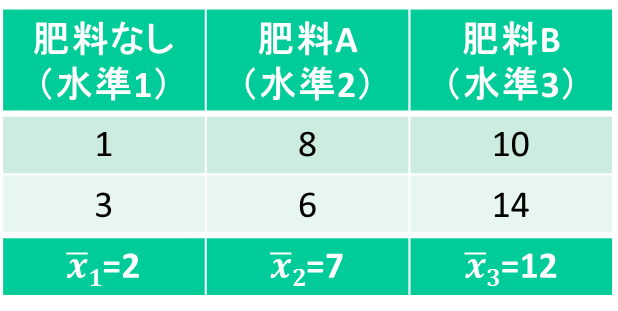 肥料なし 肥料A 肥料B
（水準1） （水準2） （水準3）
1 8 10
3 6 14
x̅₁=2 x̅₂=7 x̅₃=12